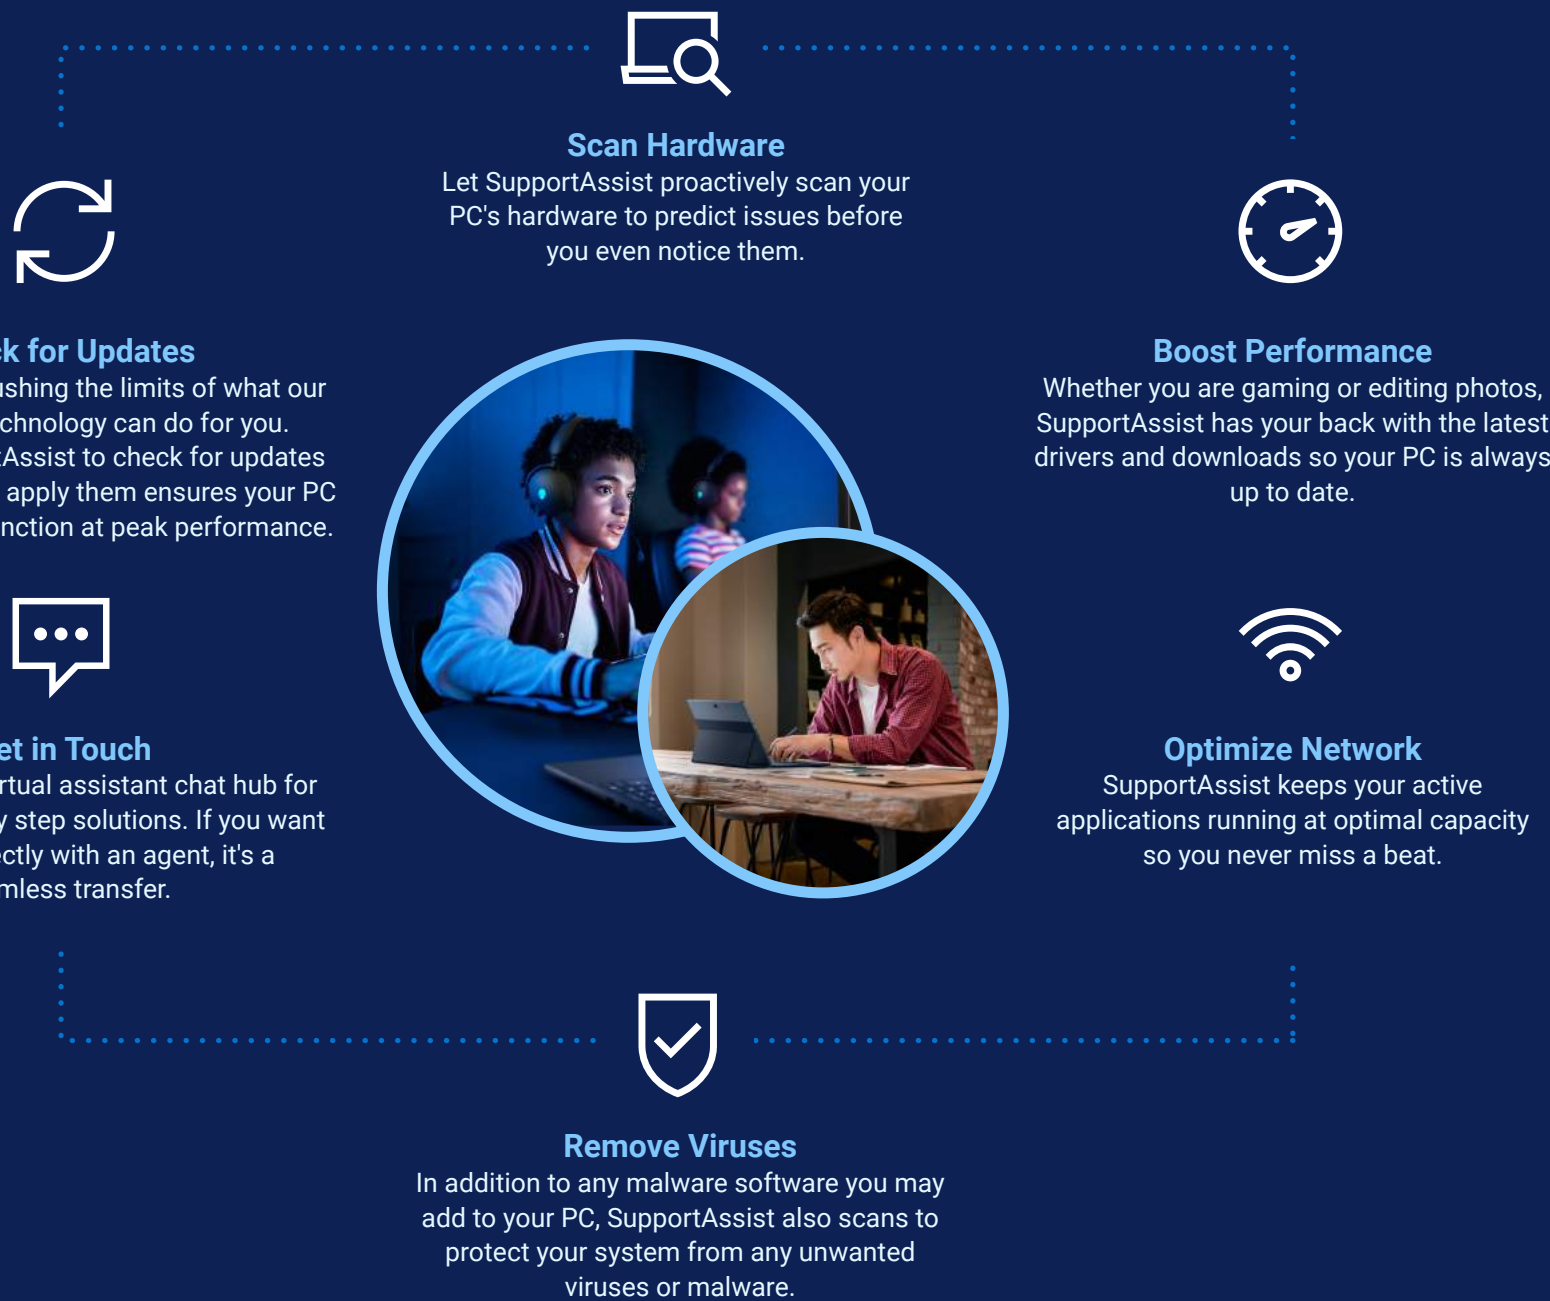 Scan Hardware
Let SupportAssist proactively scan your
PC's hardware to predict issues before
you even notice them.
ck for Updates
ushing the limits of what our
chnology can do for you.
tAssist to check for updates
apply them ensures your PC
nction at peak performance.
Boost Performance
Whether you are gaming or editing photos,
SupportAssist has your back with the latest
drivers and downloads so your PC is always
up to date.
et in Touch
rtual assistant chat hub for
y step solutions. If you want
ectly with an agent, it's a
mless transfer.
Optimize Network
SupportAssist keeps your active
applications running at optimal capacity
so you never miss a beat.
Remove Viruses
In addition to any malware software you may
add to your PC, SupportAssist also scans to
protect your system from any unwanted
viruses or malware.